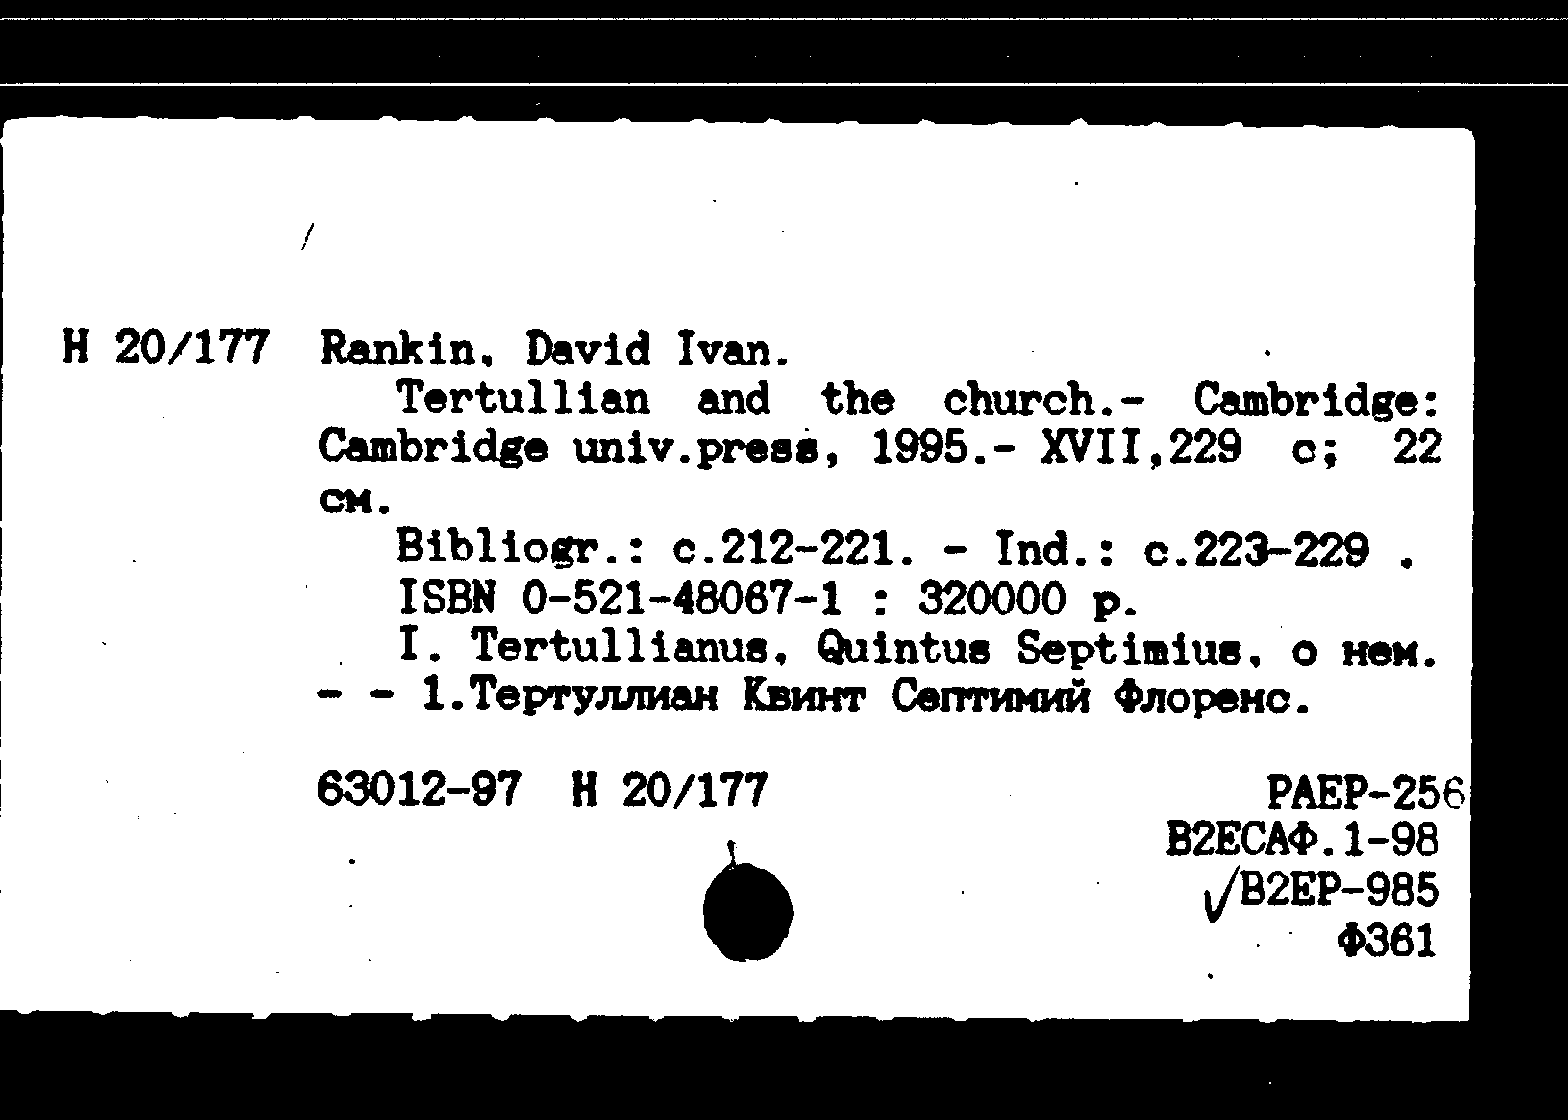 H 20/177 Rankin, David Ivan.
Tertullian and the church.- Cambridge:
Cambridge univ.press, 1995.- XVII,229 с; 22
см.
Bibliogr.: с.212-221. - Ind.: с.223-229 .
ISBN 0-521-48067-1 : 320000 р.
I. Tertullianus, Quintus Septimius, о нем.
- - 1.Тертуллиан Квинт Септимий Флоренс.
63012-97 H 20/177
РАЕР-256
В2ЕСАФ.1-98
√В2ЕР-985
Ф361